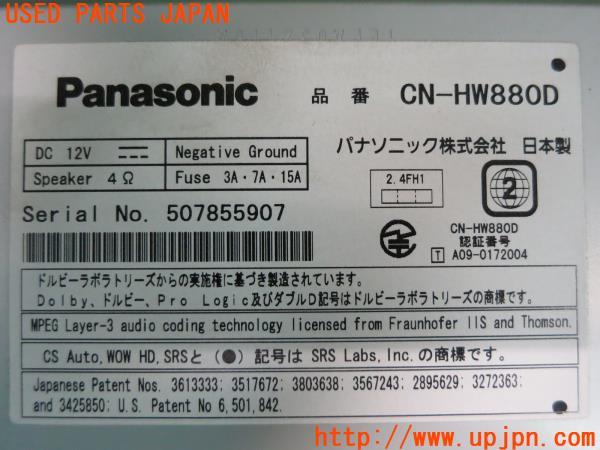 USED PARTS JAPAN
Panasonic 品番 CN-HW880D
DC 12V Negative Ground
Speaker 4Ω Fuse 3A・7A・15A
パナソニック株式会社 日本製
2.4FH1
2
Serial No. 507855907
CN-HW880D
認証番号
T A09-0172004
ドルビーラボラトリーズからの実施権に基づき製造されています.
Dolby、ドルビー、Pro Logic及びダブルD記号はドルビーラボラトリーズの商標です.
MPEG Layer-3 audio coding technology licensed from Fraunhofer IIS and Thomson.
CS Auto, WOW HD, SRSと (●) 記号は SRS Labs, Inc. の商標です.
Japanese Patent Nos. 3613333; 3517672; 3803638; 3567243; 2895629; 3272363;
and 3425850; U.S. Patent No 6,501,842.
http://www.upjpn.com/